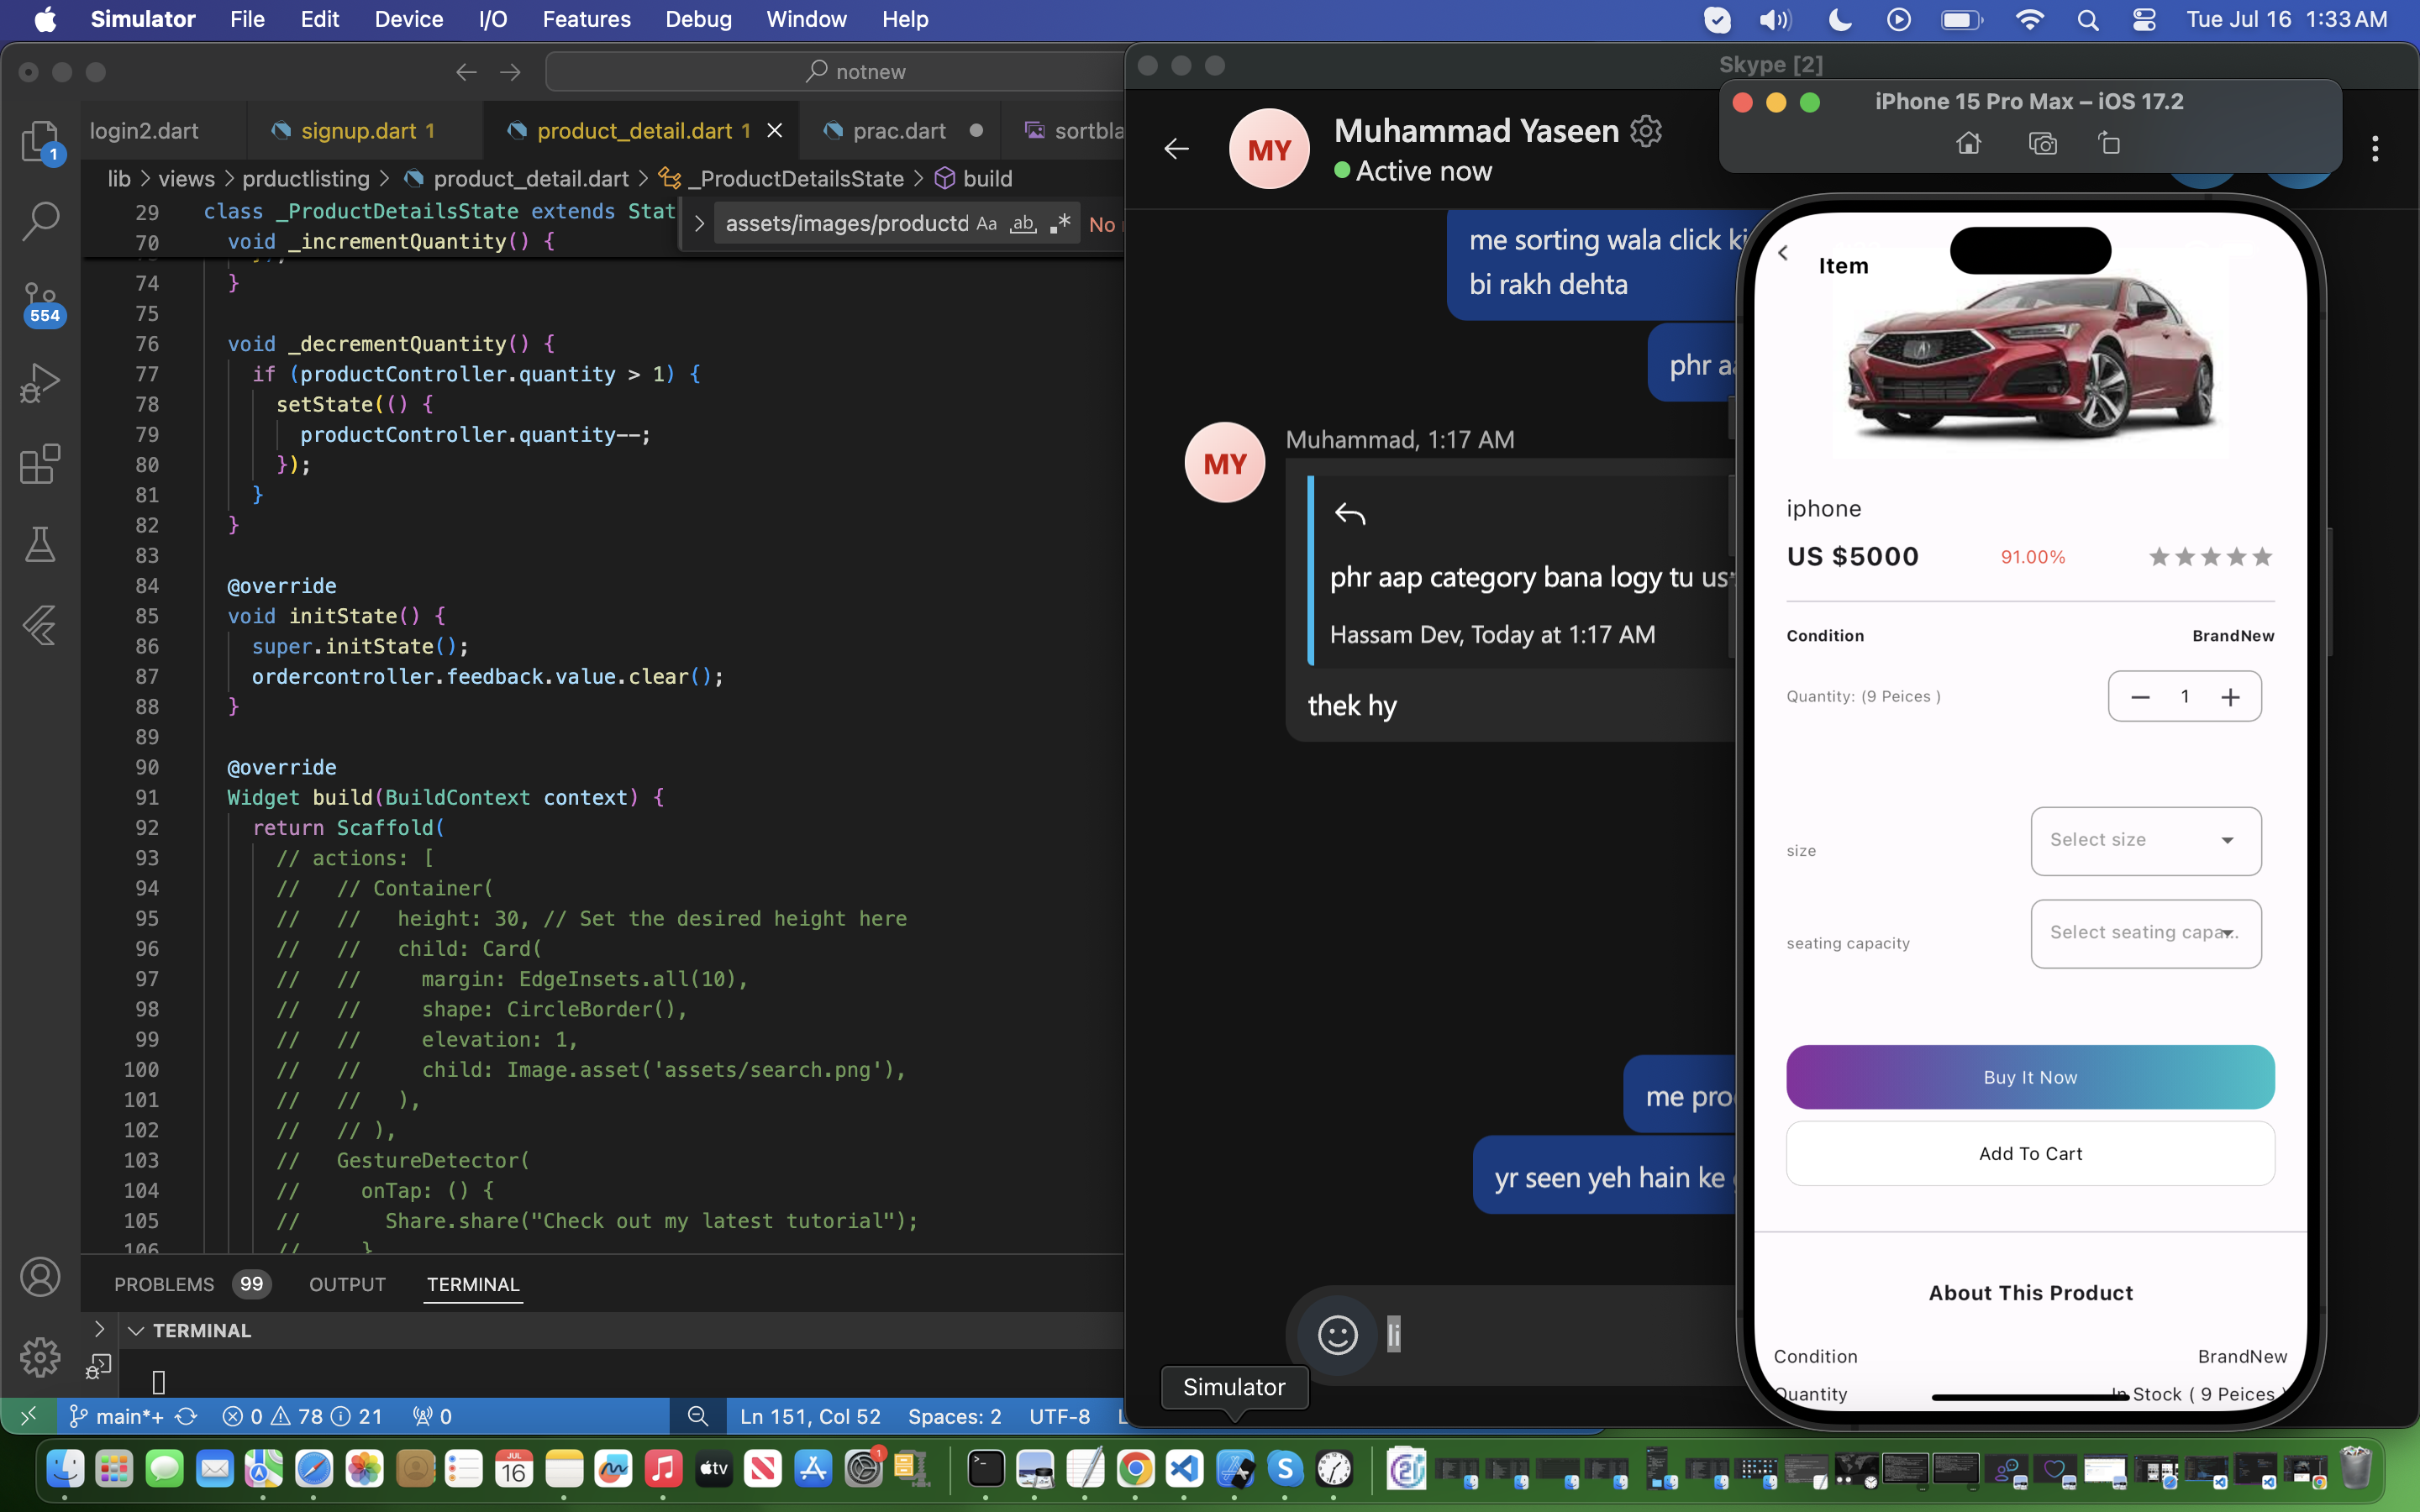 Simulator File Edit Device I/O Features Debug Window Help
Tue Jul 16 1:33 AM
notnew
login2.dart signup.dart 1 product_detail.dart 1 prac.dart sortbla
lib > views > prductlisting > product_detail.dart > _ProductDetailsState > build
29 class _ProductDetailsState extends Stat
70 void _incrementQuantity() {
assets/images/productd Aa ab .* No
74 }
75
76 void _decrementQuantity() {
77 if (productController.quantity > 1) {
78 setState(() {
79 productController.quantity--;
80 });
81 }
82 }
83
84 @override
85 void initState() {
86 super.initState();
87 ordercontroller.feedback.value.clear();
88 }
89
90 @override
91 Widget build(BuildContext context) {
92 return Scaffold(
93 // actions: [
94 // // Container(
95 // // height: 30, // Set the desired height here
96 // // child: Card(
97 // // margin: EdgeInsets.all(10),
98 // // shape: CircleBorder(),
99 // // elevation: 1,
100 // // child: Image.asset('assets/search.png'),
101 // // ),
102 // // ),
103 // GestureDetector(
104 // onTap: () {
105 // Share.share("Check out my latest tutorial");
106 // }
1
554
PROBLEMS 99 OUTPUT TERMINAL
TERMINAL
main*+ 0 78 21 0 Ln 151, Col 52 Spaces: 2 UTF-8 L
Skype [2]
MY
Muhammad Yaseen
Active now
me sorting wala click ki
bi rakh dehta
phr aa
MY
Muhammad, 1:17 AM
phr aap category bana logy tu us
Hassam Dev, Today at 1:17 AM
thek hy
me pro
yr seen yeh hain ke
li
Simulator
iPhone 15 Pro Max – iOS 17.2
Item
iphone
US $5000 91.00%
Condition BrandNew
Quantity: (9 Peices ) 1
size Select size
seating capacity Select seating capa...
Buy It Now
Add To Cart
About This Product
Condition BrandNew
Quantity In Stock ( 9 Peices )
JUL
16
tv
1